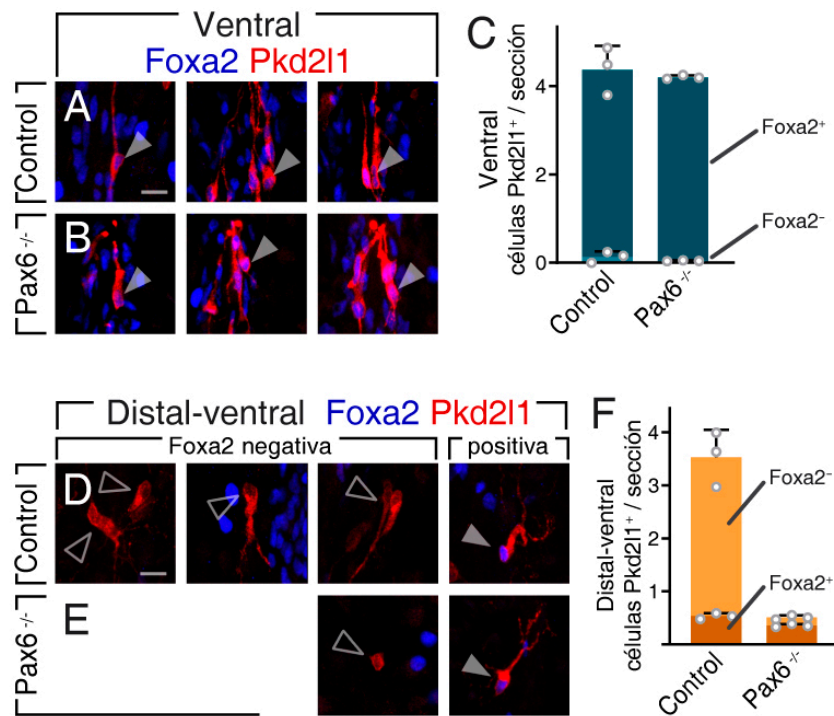 Ventral
Foxa2 Pkd2l1
Control
A
Pax6 -/-
B
C
Ventral
células Pkd2l1⁺ / sección
4
2
0
Foxa2⁺
Foxa2⁻
Control
Pax6 -/-
Distal-ventral Foxa2 Pkd2l1
Foxa2 negativa
positiva
Control
D
Pax6 -/-
E
F
Distal-ventral
células Pkd2l1⁺ / sección
4
3
2
1
Foxa2⁻
Foxa2⁺
Control
Pax6 -/-